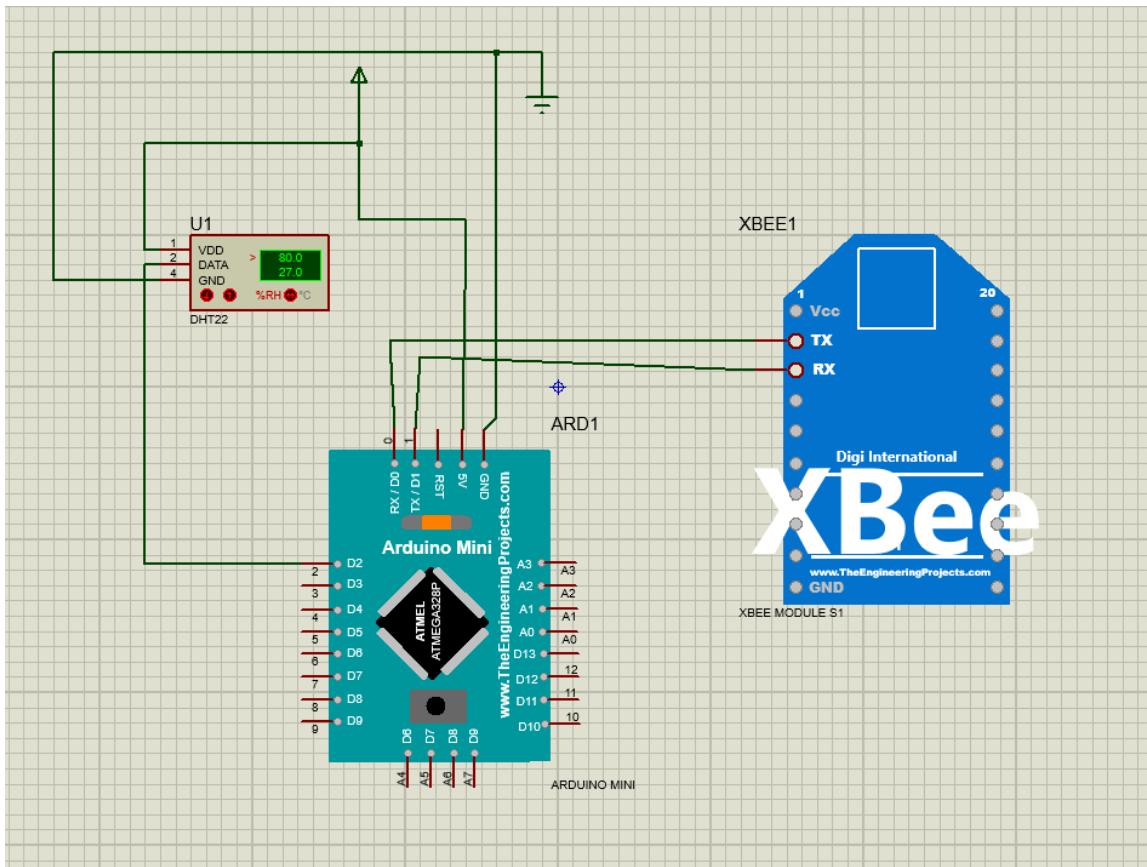 U1
1 VDD
2 DATA
4 GND
> 80.0
27.0
%RH °C
DHT22
XBEE1
1 20
Vcc
TX
RX
Digi International
XBee
www.TheEngineeringProjects.com
GND
XBEE MODULE S1
ARD1
0 1
RX / D0
TX / D1
RST
5V
GND
Arduino Mini
www.TheEngineeringProjects.com
ATMEL
ATMEGA328P
2 D2
3 D3
4 D4
5 D5
6 D6
7 D7
8 D8
9 D9
A3 A3
A2 A2
A1 A1
A0 A0
D13
D12 12
D11 11
D10 10
D6 D7 D8 D9
A4 A5 A6 A7
ARDUINO MINI